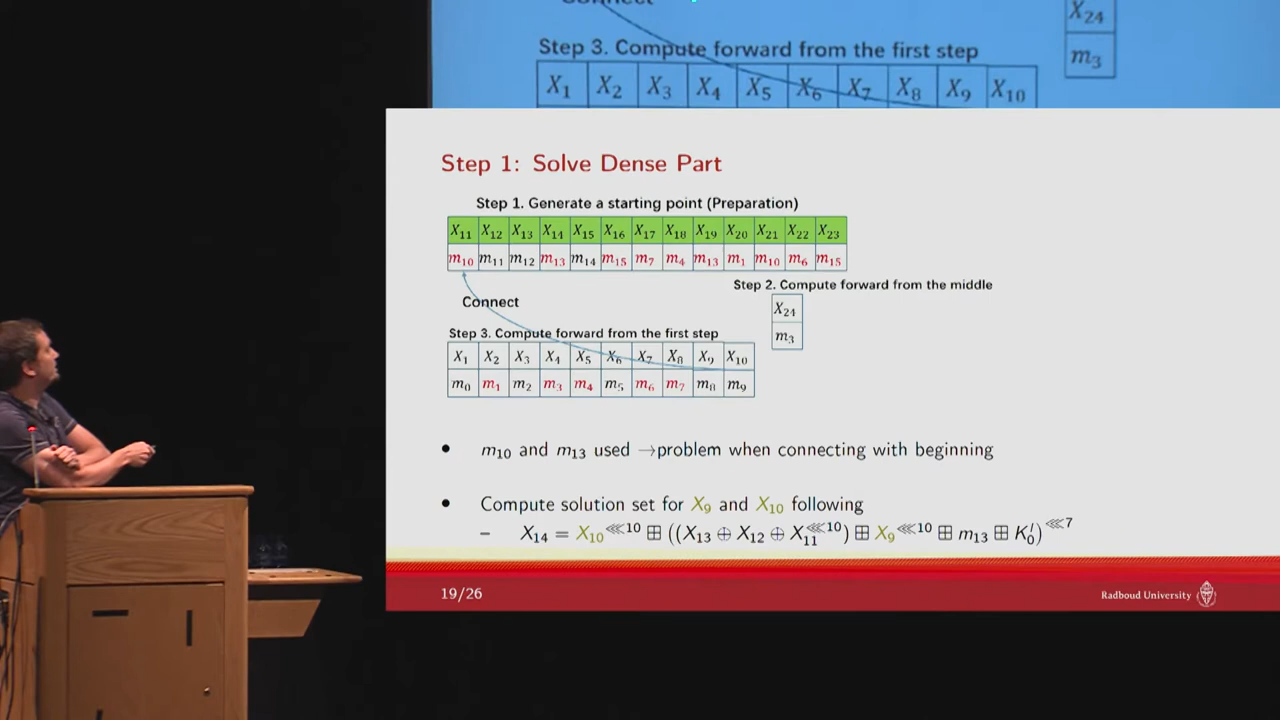 X24
Step 3. Compute forward from the first step
m3
X1 X2 X3 X4 X5 X6 X7 X8 X9 X10
Step 1: Solve Dense Part
Step 1. Generate a starting point (Preparation)
X11 X12 X13 X14 X15 X16 X17 X18 X19 X20 X21 X22 X23
m10 m11 m12 m13 m14 m15 m7 m4 m13 m1 m10 m6 m15
Step 2. Compute forward from the middle
Connect
X24
m3
Step 3. Compute forward from the first step
X1 X2 X3 X4 X5 X6 X7 X8 X9 X10
m0 m1 m2 m3 m4 m5 m6 m7 m8 m9
• m10 and m13 used →problem when connecting with beginning
• Compute solution set for X9 and X10 following
– X14 = X10^⋘10 ⊞ ((X13 ⊕ X12 ⊕ X11^⋘10) ⊞ X9^⋘10 ⊞ m13 ⊞ K0′)^⋘7
19/26
Radboud University